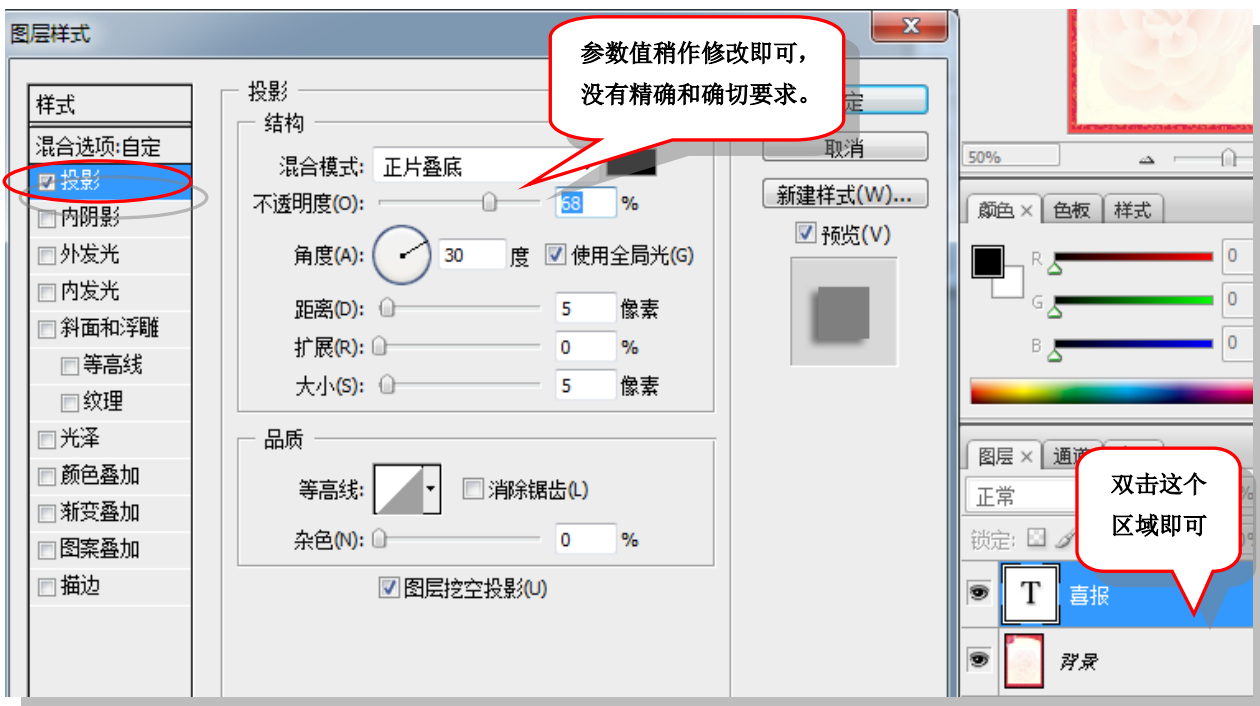 图层样式
参数值稍作修改即可，
没有精确和确切要求。
样式
混合选项:自定
投影
内阴影
外发光
内发光
斜面和浮雕
等高线
纹理
光泽
颜色叠加
渐变叠加
图案叠加
描边
投影
结构
混合模式: 正片叠底
不透明度(O): 68 %
角度(A): 30 度 使用全局光(G)
距离(D): 5 像素
扩展(R): 0 %
大小(S): 5 像素
品质
等高线: 消除锯齿(L)
杂色(N): 0 %
图层挖空投影(U)
定
取消
新建样式(W)...
预览(V)
50%
颜色 × 色板 样式
R 0
G 0
B 0
图层 × 通道
正常
锁定:
双击这个
区域即可
T 喜报
背景